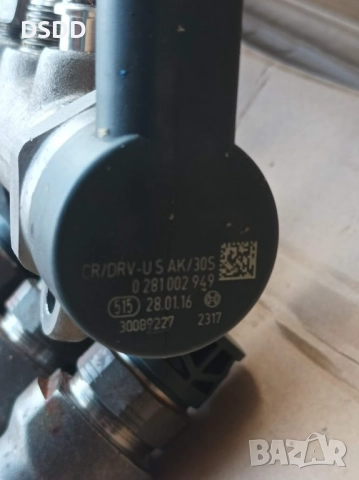 DSDD
CR/DRV-U S AK/30S
0 281 002 949
515 28.01.16
30089227 2317
BAZAR